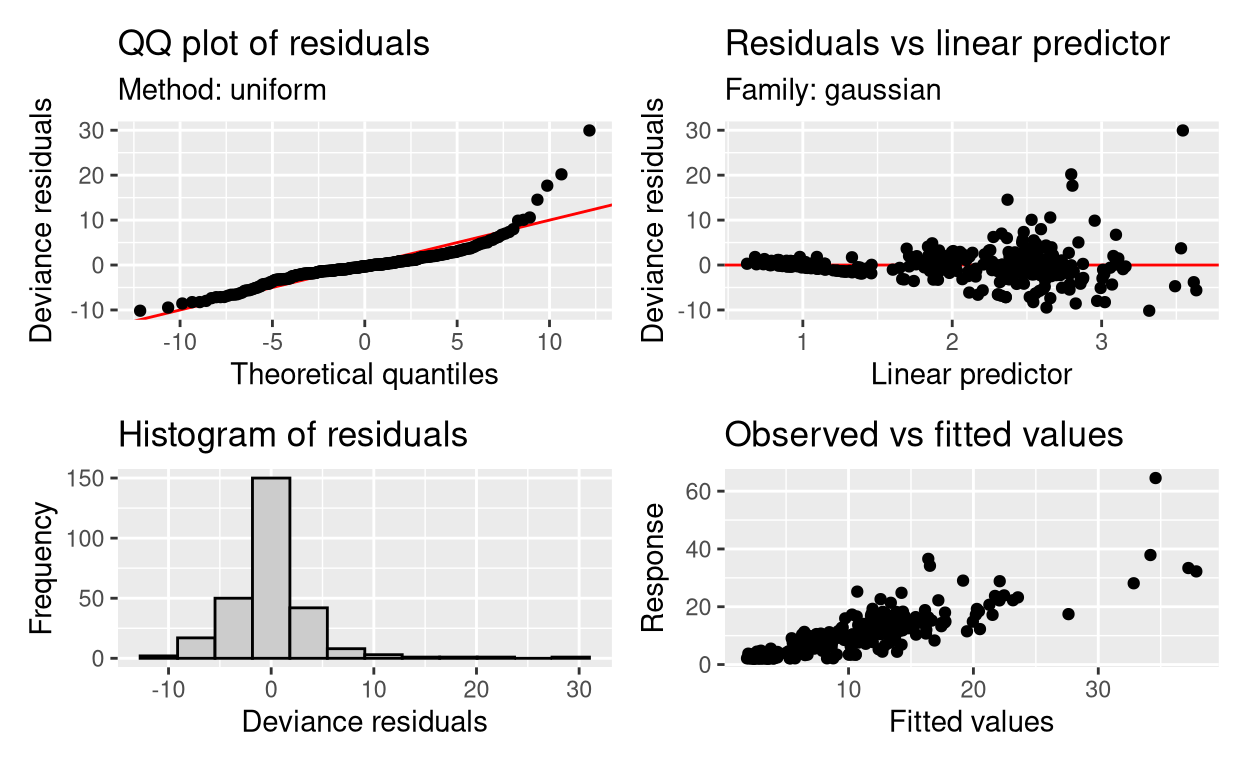 QQ plot of residuals
Method: uniform
Deviance residuals
30
20
10
0
-10
-10
-5
0
5
10
Theoretical quantiles
Residuals vs linear predictor
Family: gaussian
Deviance residuals
30
20
10
0
-10
1
2
3
Linear predictor
Histogram of residuals
Frequency
150
100
50
0
-10
0
10
20
30
Deviance residuals
Observed vs fitted values
Response
60
40
20
0
10
20
30
Fitted values